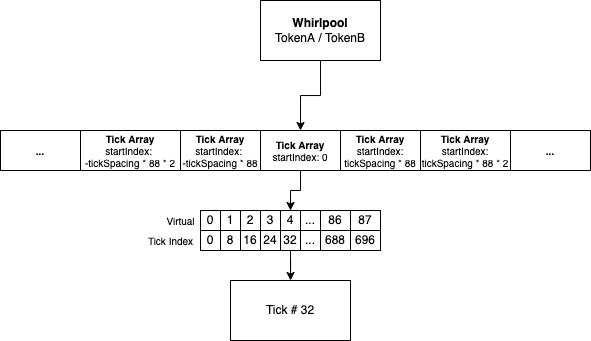 Whirlpool
TokenA / TokenB
...
Tick Array
startIndex:
-tickSpacing * 88 * 2
Tick Array
startIndex:
-tickSpacing * 88
Tick Array
startIndex: 0
Tick Array
startIndex:
tickSpacing * 88
Tick Array
startIndex:
tickSpacing * 88 * 2
...
Virtual 0 1 2 3 4 ... 86 87
Tick Index 0 8 16 24 32 ... 688 696
Tick # 32